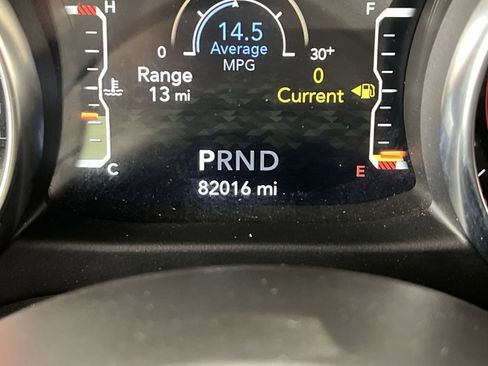 H F
14.5
0 Average 30+
MPG
Range 0
13 mi Current
PRND
C E
82016 mi